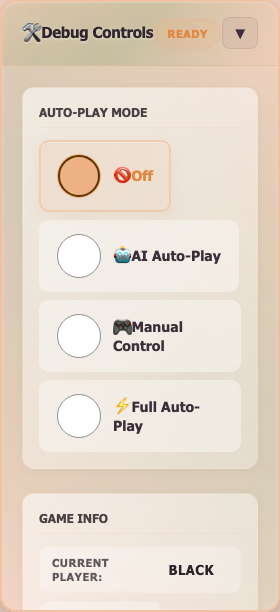 🛠️Debug Controls READY ▼
AUTO-PLAY MODE
🚫Off
🤖AI Auto-Play
🎮Manual
Control
⚡Full Auto-
Play
GAME INFO
CURRENT
PLAYER: BLACK